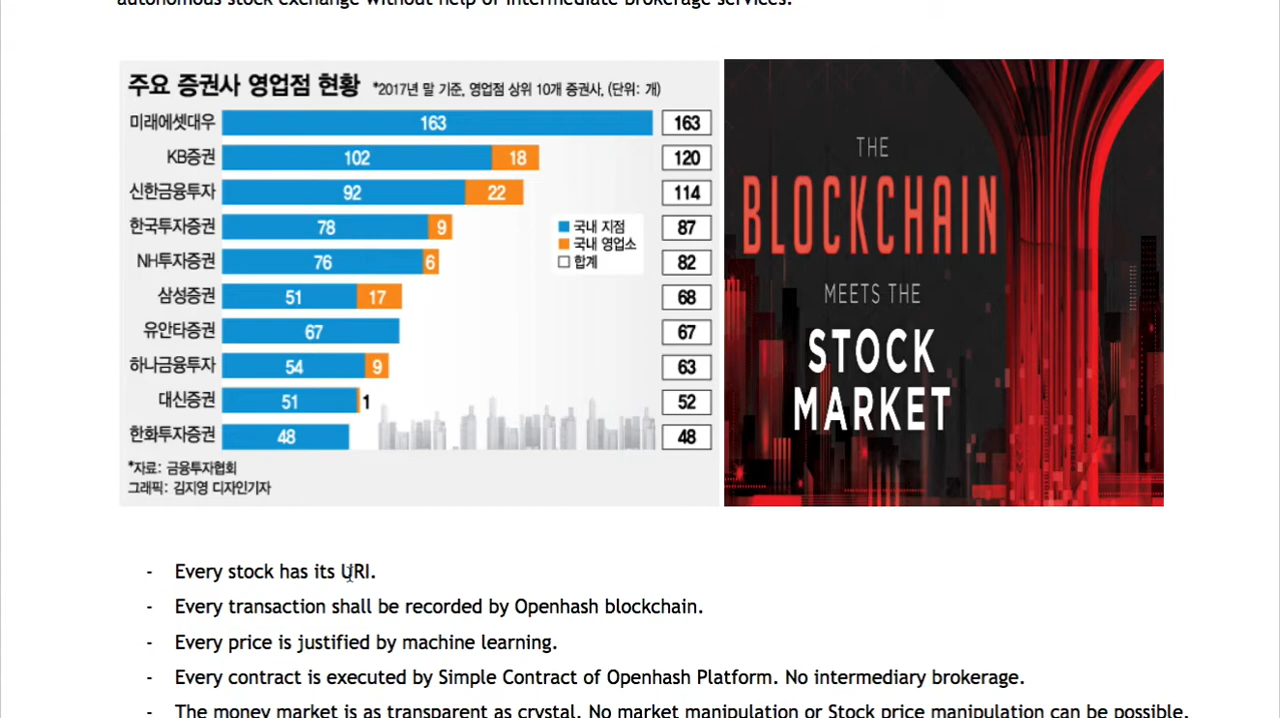 autonomous stock exchange without help of intermediate brokerage services.
주요 증권사 영업점 현황 *2017년 말 기준, 영업점 상위 10개 증권사, (단위: 개)
미래에셋대우 163 163
KB증권 102 18 120
신한금융투자 92 22 114
한국투자증권 78 9 87
NH투자증권 76 6 82
삼성증권 51 17 68
유안타증권 67 67
하나금융투자 54 9 63
대신증권 51 1 52
한화투자증권 48 48
국내 지점
국내 영업소
합계
*자료: 금융투자협회
그래픽: 김지영 디자인기자
THE
BLOCKCHAIN
MEETS THE
STOCK
MARKET
- Every stock has its URI.
- Every transaction shall be recorded by Openhash blockchain.
- Every price is justified by machine learning.
- Every contract is executed by Simple Contract of Openhash Platform. No intermediary brokerage.
- The money market is as transparent as crystal. No market manipulation or Stock price manipulation can be possible.